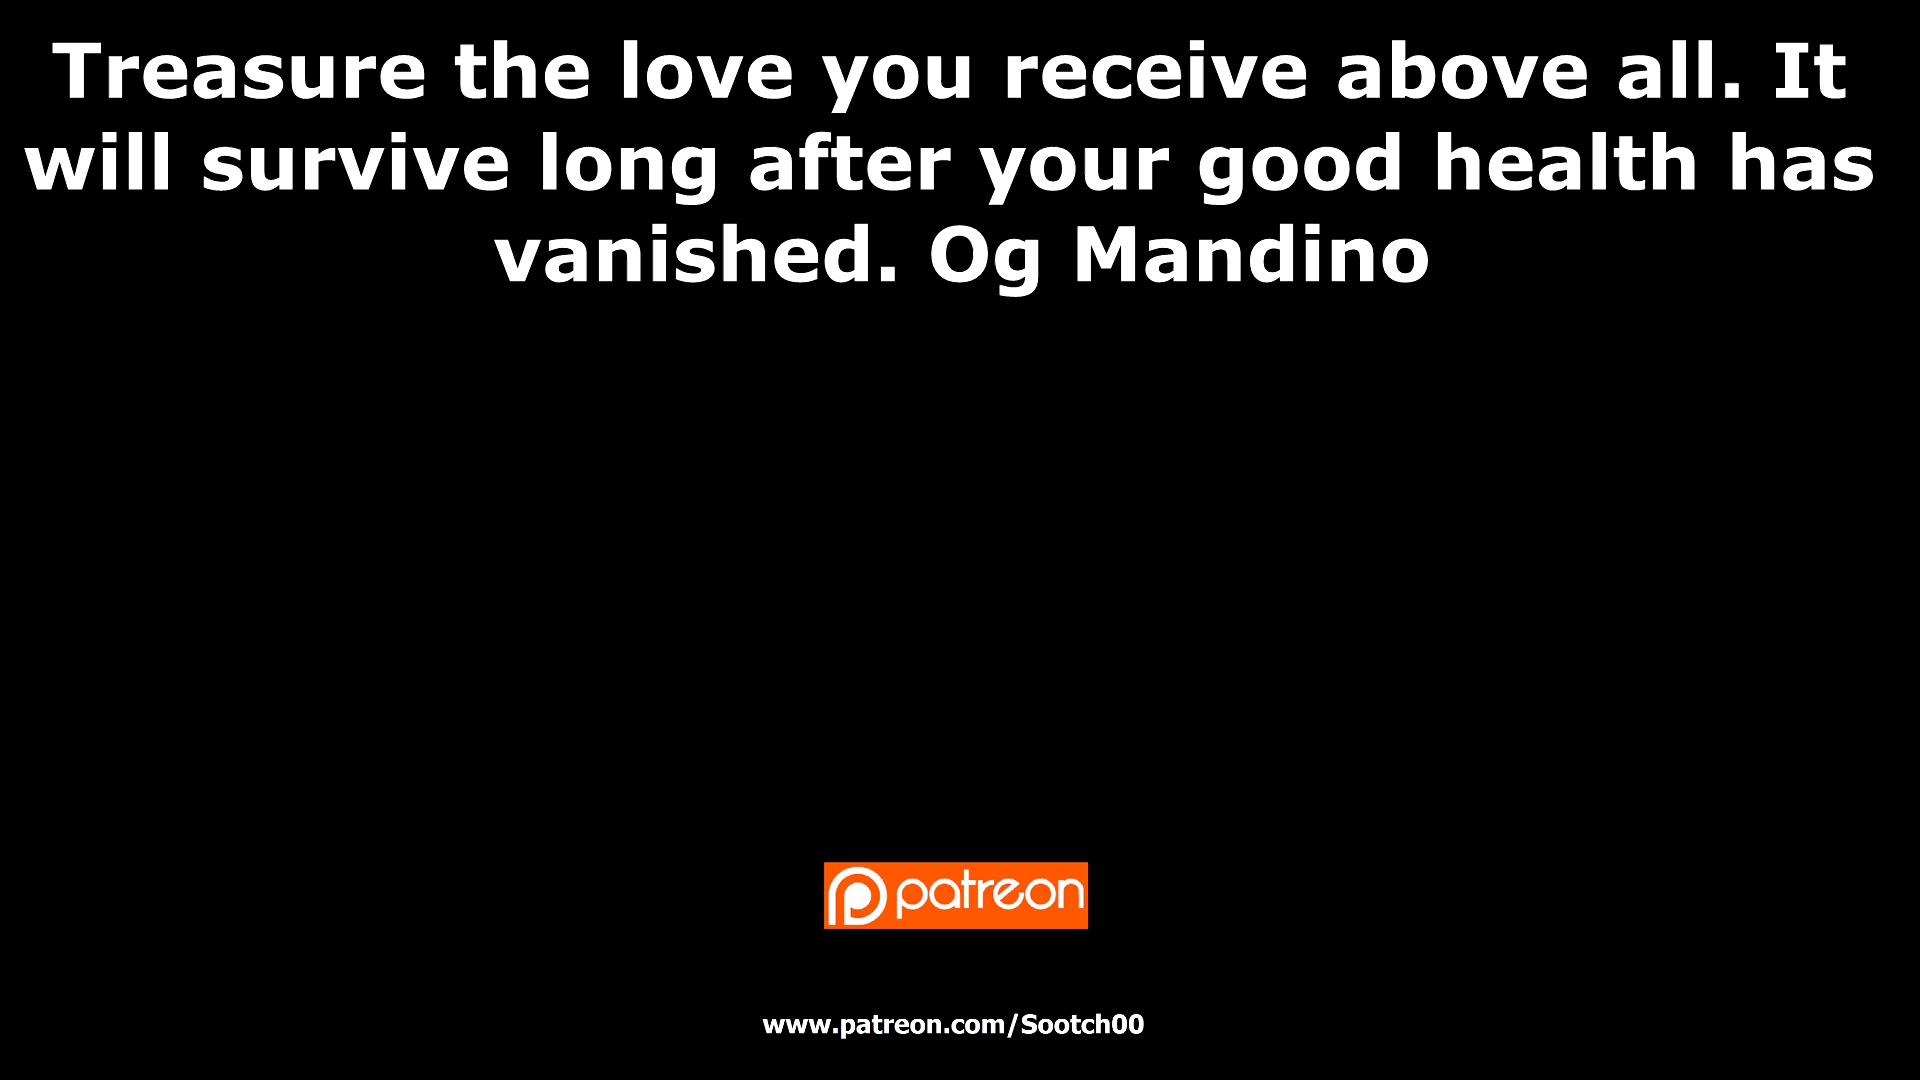 Treasure the love you receive above all. It
will survive long after your good health has
vanished. Og Mandino
patreon
www.patreon.com/Sootch00